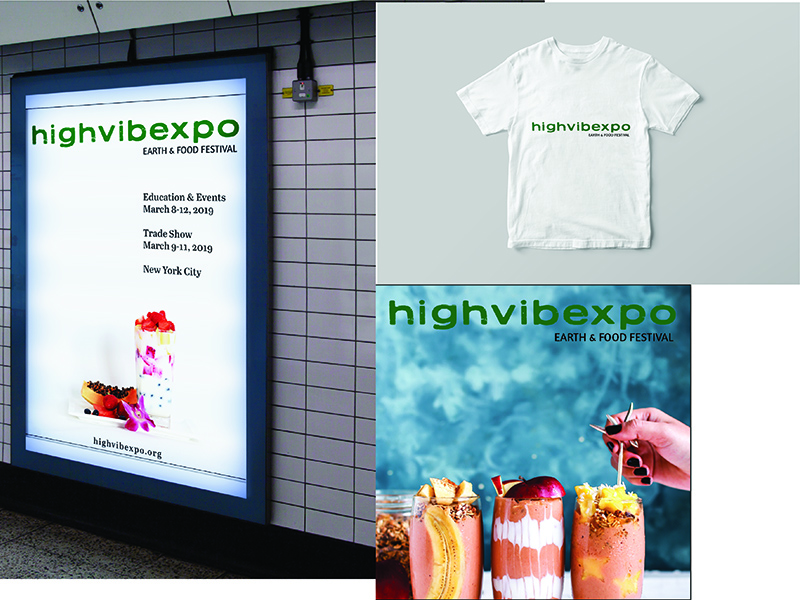 highvibexpo
EARTH & FOOD FESTIVAL
Education & Events
March 8-12, 2019
Trade Show
March 9-11, 2019
New York City
highvibexpo.org
highvibexpo
EARTH & FOOD FESTIVAL
highvibexpo
EARTH & FOOD FESTIVAL